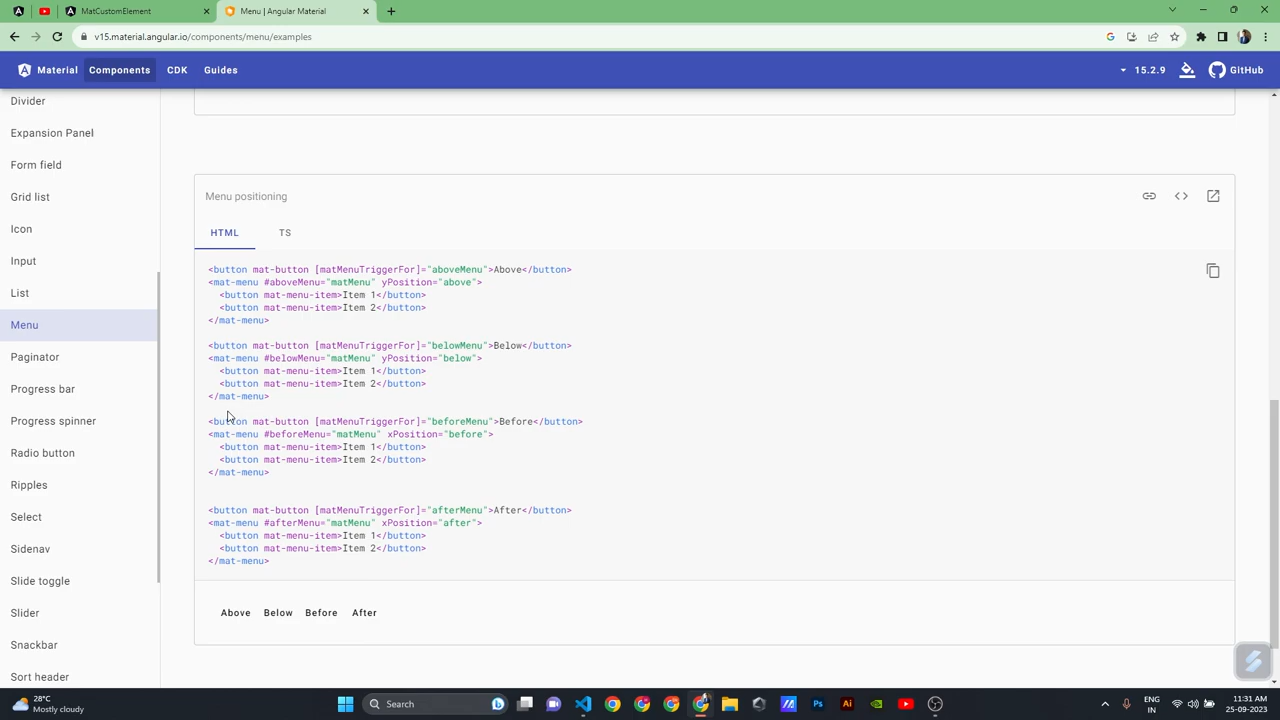 MatCustomElement
Menu | Angular Material
v15.material.angular.io/components/menu/examples
Material
Components
CDK
Guides
15.2.9
GitHub
Divider
Expansion Panel
Form field
Grid list
Icon
Input
List
Menu
Paginator
Progress bar
Progress spinner
Radio button
Ripples
Select
Sidenav
Slide toggle
Slider
Snackbar
Sort header
Menu positioning
HTML
TS
<button mat-button [matMenuTriggerFor]="aboveMenu">Above</button>
<mat-menu #aboveMenu="matMenu" yPosition="above">
<button mat-menu-item>Item 1</button>
<button mat-menu-item>Item 2</button>
</mat-menu>
<button mat-button [matMenuTriggerFor]="belowMenu">Below</button>
<mat-menu #belowMenu="matMenu" yPosition="below">
<button mat-menu-item>Item 1</button>
<button mat-menu-item>Item 2</button>
</mat-menu>
<button mat-button [matMenuTriggerFor]="beforeMenu">Before</button>
<mat-menu #beforeMenu="matMenu" xPosition="before">
<button mat-menu-item>Item 1</button>
<button mat-menu-item>Item 2</button>
</mat-menu>
<button mat-button [matMenuTriggerFor]="afterMenu">After</button>
<mat-menu #afterMenu="matMenu" xPosition="after">
<button mat-menu-item>Item 1</button>
<button mat-menu-item>Item 2</button>
</mat-menu>
Above
Below
Before
After
28°C
Mostly cloudy
Search
Ps
Ai
ENG
IN
11:31 AM
25-09-2023